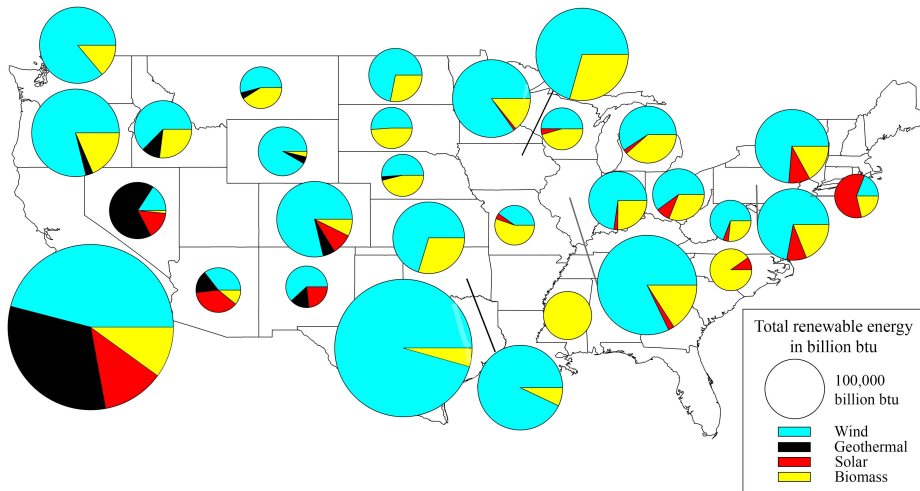 Total renewable energy
in billion btu
100,000
billion btu
Wind
Geothermal
Solar
Biomass